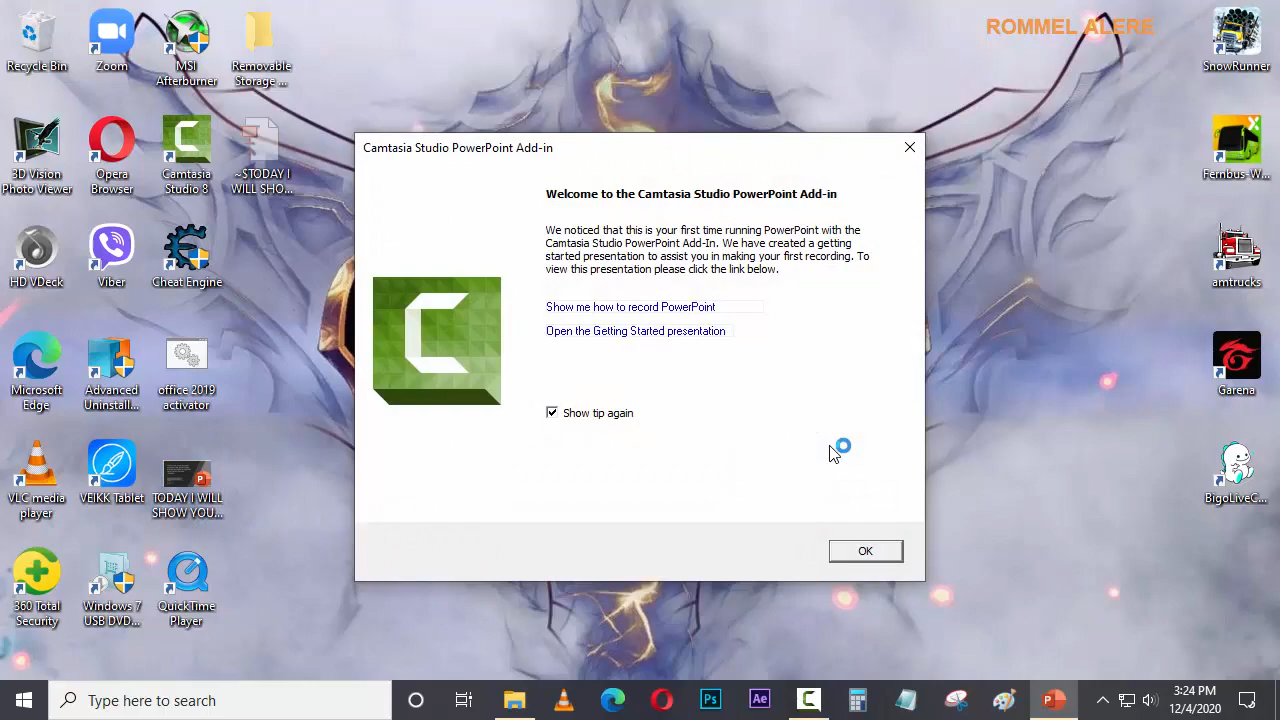 ROMMEL ALERE
Recycle Bin
Zoom
MSI
Afterburner
Removable
Storage ...
SnowRunner
3D Vision
Photo Viewer
Opera
Browser
Camtasia
Studio 8
~$TODAY I
WILL SHO...
Fernbus-W...
HD VDeck
Viber
Cheat Engine
amtrucks
Microsoft
Edge
Advanced
Uninstall...
office 2019
activator
Garena
VLC media
player
VEIKK Tablet
TODAY I WILL
SHOW YOU...
BigoLiveC...
360 Total
Security
Windows 7
USB DVD...
QuickTime
Player
Camtasia Studio PowerPoint Add-in
Welcome to the Camtasia Studio PowerPoint Add-in
We noticed that this is your first time running PowerPoint with the
Camtasia Studio PowerPoint Add-In. We have created a getting
started presentation to assist you in making your first recording. To
view this presentation please click the link below.
Show me how to record PowerPoint
Open the Getting Started presentation
Show tip again
OK
Type here to search
Ps
Ae
3:24 PM
12/4/2020